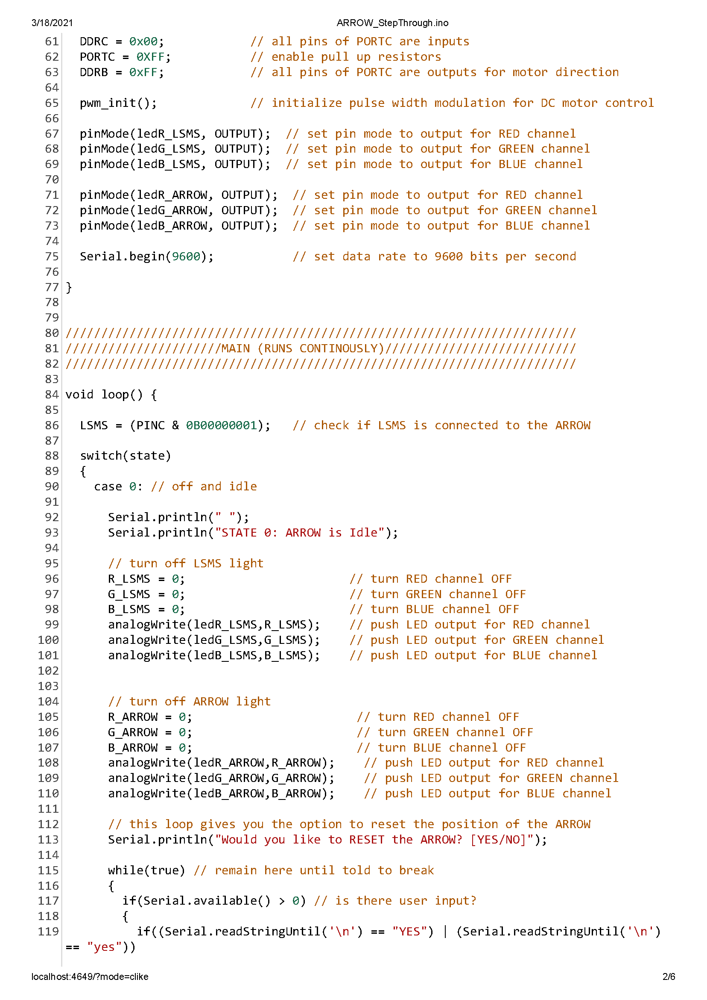 3/18/2021 ARROW_StepThrough.ino
61 DDRC = 0x00; // all pins of PORTC are inputs
62 PORTC = 0XFF; // enable pull up resistors
63 DDRB = 0xFF; // all pins of PORTC are outputs for motor direction
64
65 pwm_init(); // initialize pulse width modulation for DC motor control
66
67 pinMode(ledR_LSMS, OUTPUT); // set pin mode to output for RED channel
68 pinMode(ledG_LSMS, OUTPUT); // set pin mode to output for GREEN channel
69 pinMode(ledB_LSMS, OUTPUT); // set pin mode to output for BLUE channel
70
71 pinMode(ledR_ARROW, OUTPUT); // set pin mode to output for RED channel
72 pinMode(ledG_ARROW, OUTPUT); // set pin mode to output for GREEN channel
73 pinMode(ledB_ARROW, OUTPUT); // set pin mode to output for BLUE channel
74
75 Serial.begin(9600); // set data rate to 9600 bits per second
76
77 }
78
79
80 ////////////////////////////////////////////////////////////////////////
81 //////////////////////MAIN (RUNS CONTINOUSLY)///////////////////////////
82 ////////////////////////////////////////////////////////////////////////
83
84 void loop() {
85
86 LSMS = (PINC & 0B00000001); // check if LSMS is connected to the ARROW
87
88 switch(state)
89 {
90 case 0: // off and idle
91
92 Serial.println(" ");
93 Serial.println("STATE 0: ARROW is Idle");
94
95 // turn off LSMS light
96 R_LSMS = 0; // turn RED channel OFF
97 G_LSMS = 0; // turn GREEN channel OFF
98 B_LSMS = 0; // turn BLUE channel OFF
99 analogWrite(ledR_LSMS,R_LSMS); // push LED output for RED channel
100 analogWrite(ledG_LSMS,G_LSMS); // push LED output for GREEN channel
101 analogWrite(ledB_LSMS,B_LSMS); // push LED output for BLUE channel
102
103
104 // turn off ARROW light
105 R_ARROW = 0; // turn RED channel OFF
106 G_ARROW = 0; // turn GREEN channel OFF
107 B_ARROW = 0; // turn BLUE channel OFF
108 analogWrite(ledR_ARROW,R_ARROW); // push LED output for RED channel
109 analogWrite(ledG_ARROW,G_ARROW); // push LED output for GREEN channel
110 analogWrite(ledB_ARROW,B_ARROW); // push LED output for BLUE channel
111
112 // this loop gives you the option to reset the position of the ARROW
113 Serial.println("Would you like to RESET the ARROW? [YES/NO]");
114
115 while(true) // remain here until told to break
116 {
117 if(Serial.available() > 0) // is there user input?
118 {
119 if((Serial.readStringUntil('\n') == "YES") | (Serial.readStringUntil('\n')
== "yes"))
localhost:4649/?mode=clike 2/6